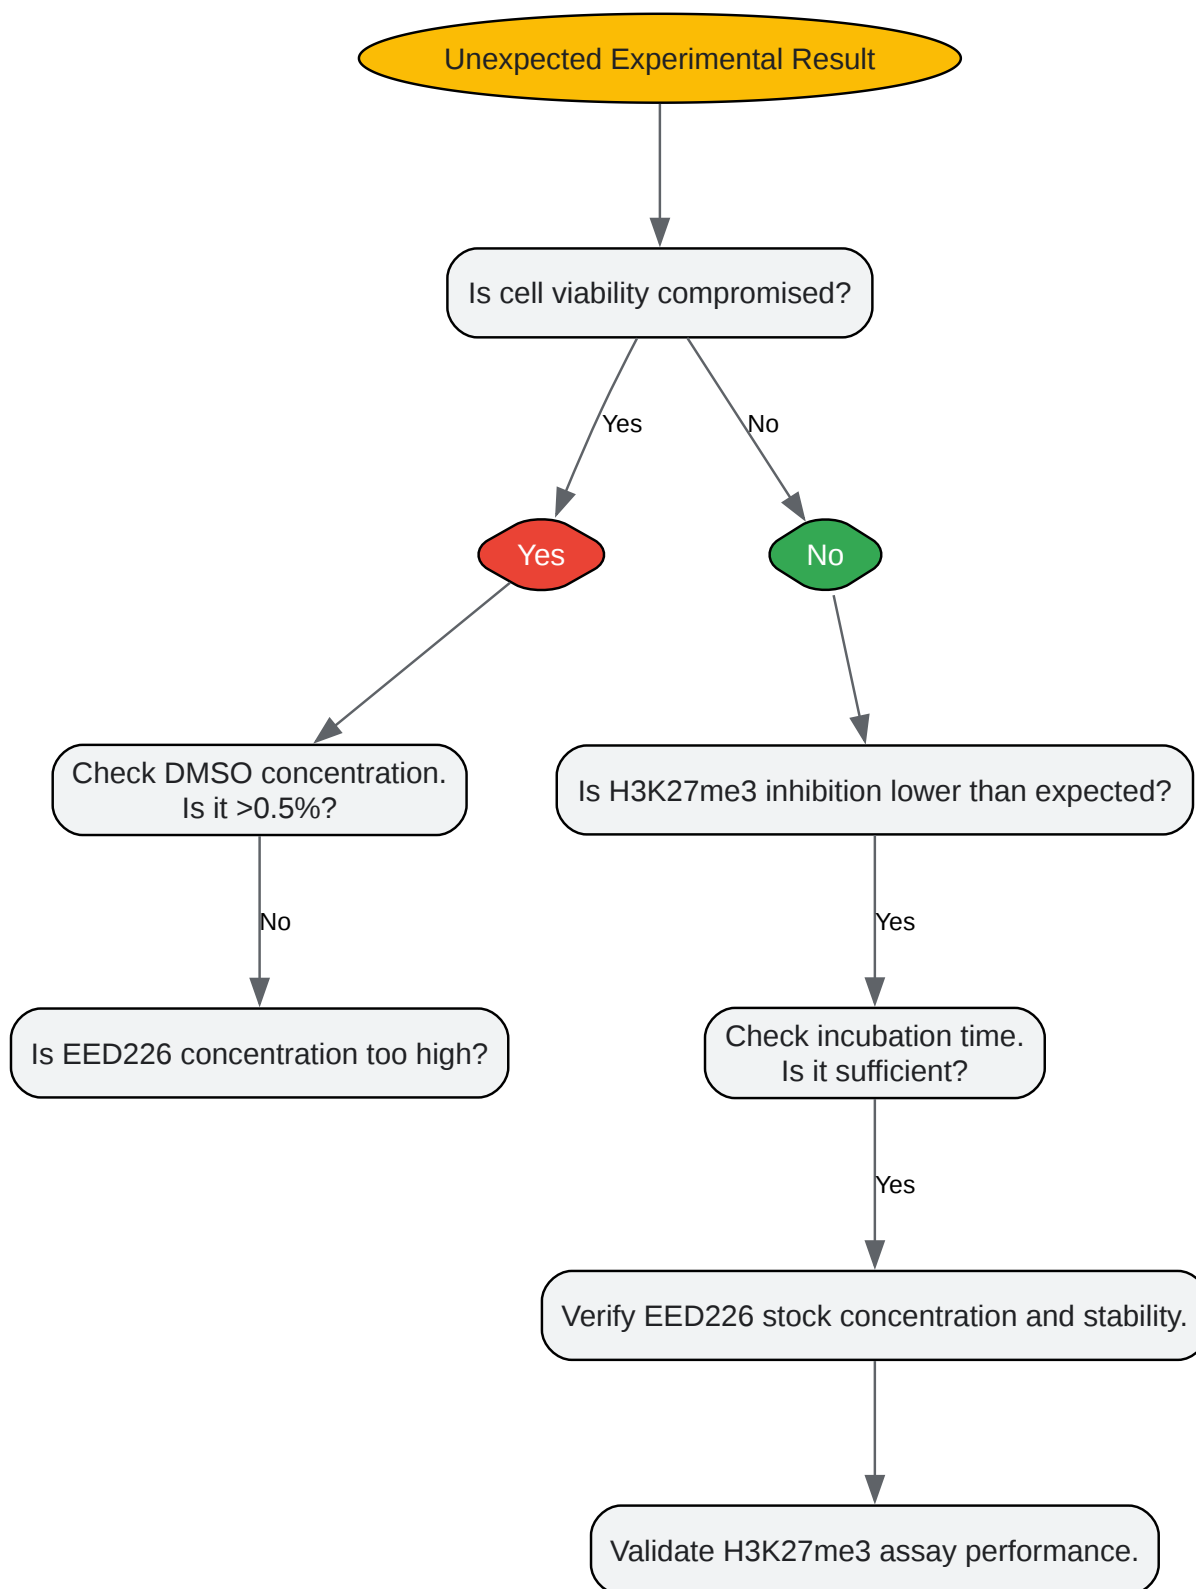 Unexpected Experimental Result
Is cell viability compromised?
Yes
No
Yes
No
Check DMSO concentration.
Is it >0.5%?
Is H3K27me3 inhibition lower than expected?
No
Yes
Is EED226 concentration too high?
Check incubation time.
Is it sufficient?
Yes
Verify EED226 stock concentration and stability.
Validate H3K27me3 assay performance.